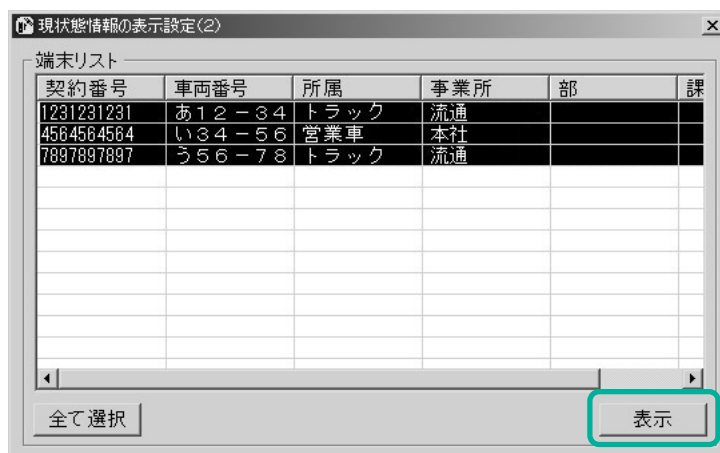 現状態情報の表示設定(2)
端末リスト
契約番号 車両番号 所属 事業所 部 課
1231231231 あ12-34 トラック 流通
4564564564 い34-56 営業車 本社
7897897897 う56-78 トラック 流通
全て選択 表示